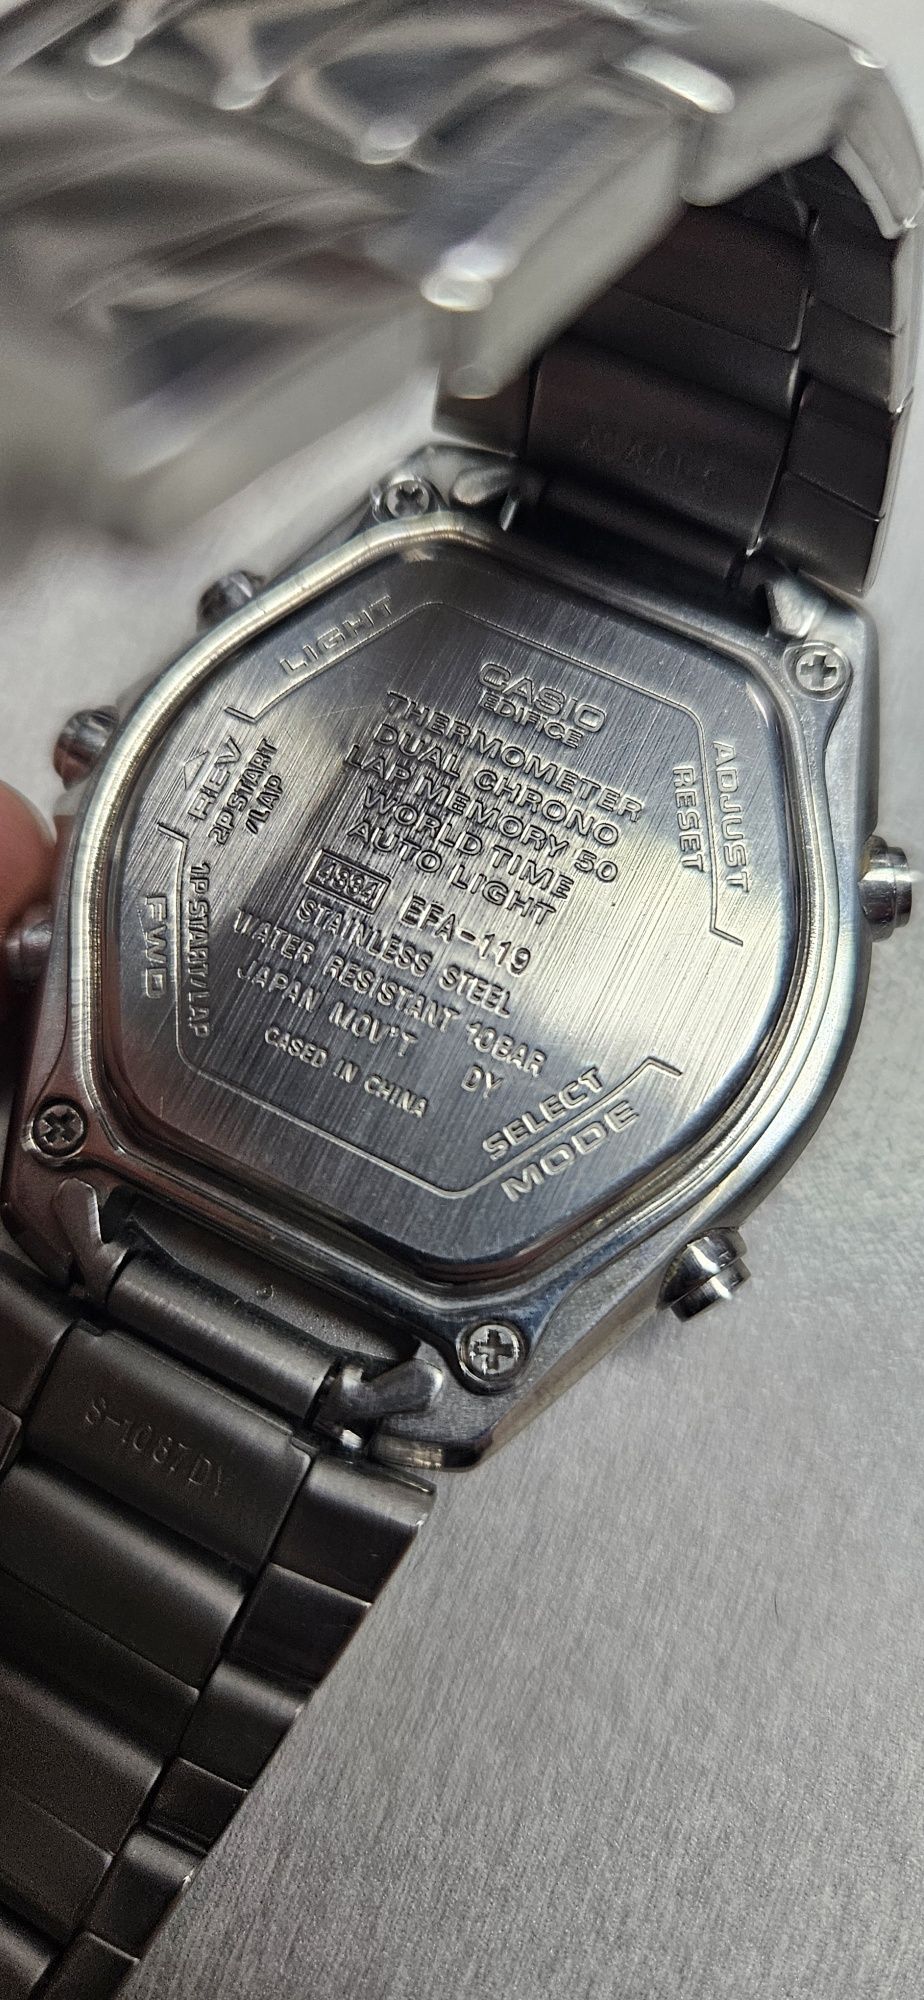 LIGHT
CASIO
EDIFICE
THERMOMETER
DUAL CHRONO
LAP MEMORY 50
WORLD TIME
AUTO LIGHT
4334 EFA-119
STAINLESS STEEL
WATER RESISTANT 10BAR
JAPAN MOV'T DY
CASED IN CHINA
ADJUST
RESET
REV
2P START
/LAP
1P START/LAP
FWD
SELECT
MODE
S-1087DY